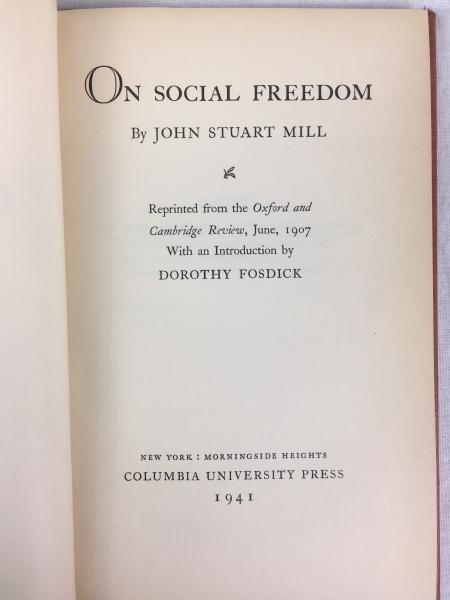 ON SOCIAL FREEDOM
By JOHN STUART MILL
Reprinted from the Oxford and
Cambridge Review, June, 1907
With an Introduction by
DOROTHY FOSDICK
NEW YORK : MORNINGSIDE HEIGHTS
COLUMBIA UNIVERSITY PRESS
1941